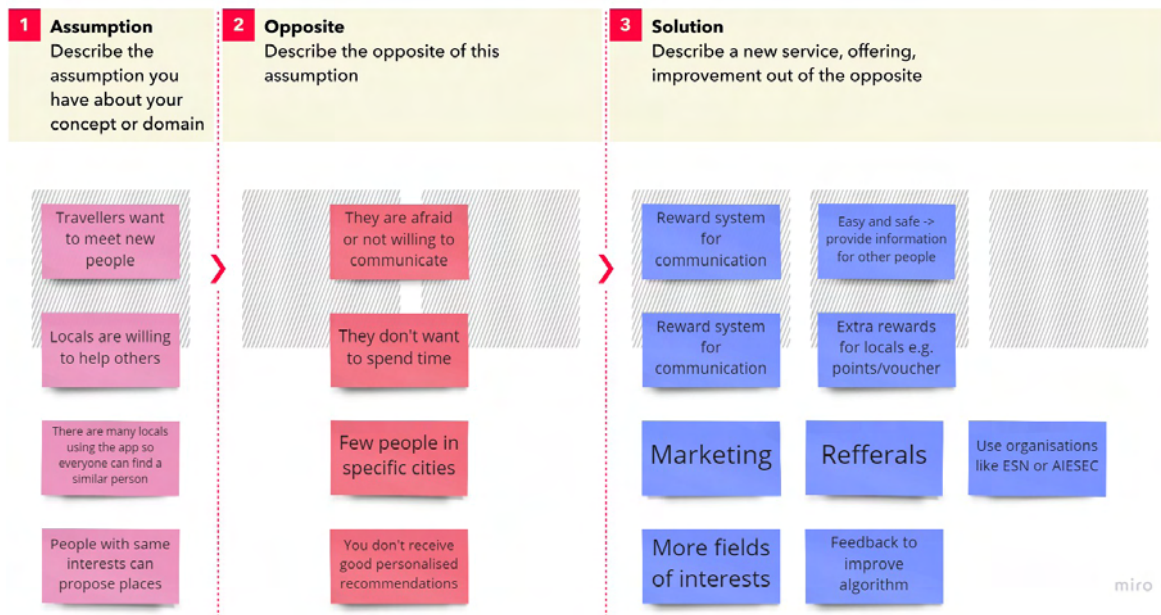 1 Assumption
Describe the
assumption you
have about your
concept or domain
2 Opposite
Describe the opposite of this
assumption
3 Solution
Describe a new service, offering,
improvement out of the opposite
Travellers want
to meet new
people
They are afraid
or not willing to
communicate
Reward system
for
communication
Easy and safe ->
provide information
for other people
Locals are willing
to help others
They don't want
to spend time
Reward system
for
communication
Extra rewards
for locals e.g.
points/voucher
There are many locals
using the app so
everyone can find a
similar person
Few people in
specific cities
Marketing
Refferals
Use organisations
like ESN or AIESEC
People with same
interests can
propose places
You don't receive
good personalised
recommendations
More fields
of interests
Feedback to
improve
algorithm
miro